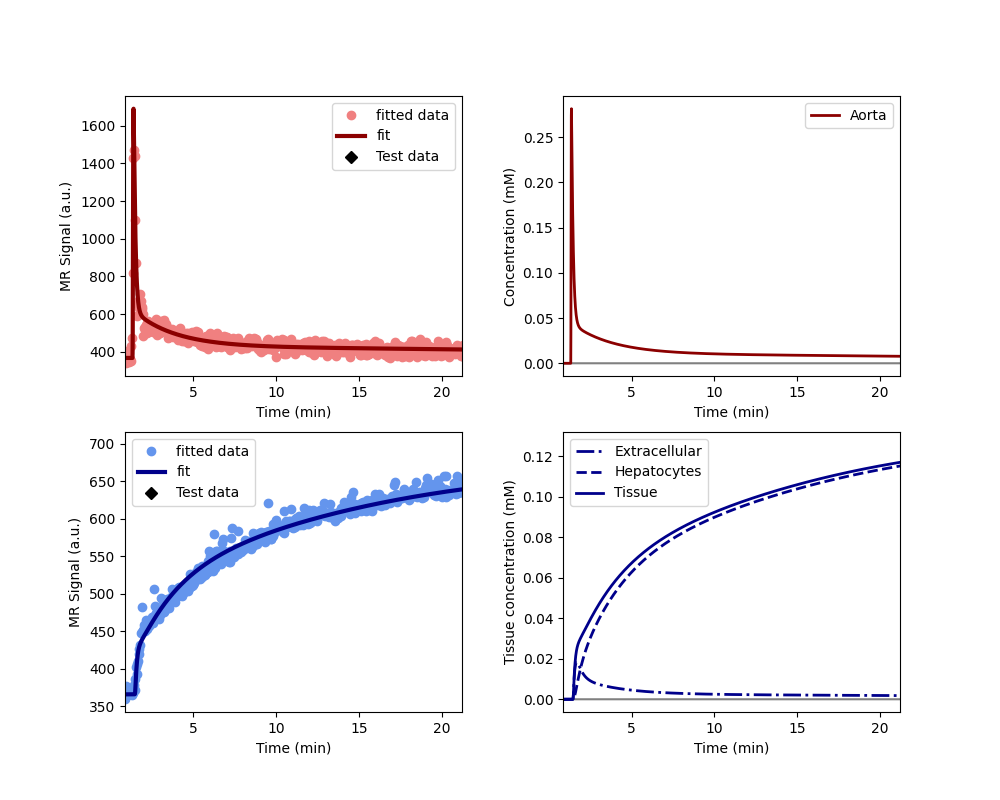 MR Signal (a.u.)
1600
1400
1200
1000
800
600
400
fitted data
fit
Test data
5
10
15
20
Time (min)
Concentration (mM)
0.25
0.20
0.15
0.10
0.05
0.00
Aorta
5
10
15
20
Time (min)
MR Signal (a.u.)
700
650
600
550
500
450
400
350
fitted data
fit
Test data
5
10
15
20
Time (min)
Tissue concentration (mM)
0.12
0.10
0.08
0.06
0.04
0.02
0.00
Extracellular
Hepatocytes
Tissue
5
10
15
20
Time (min)